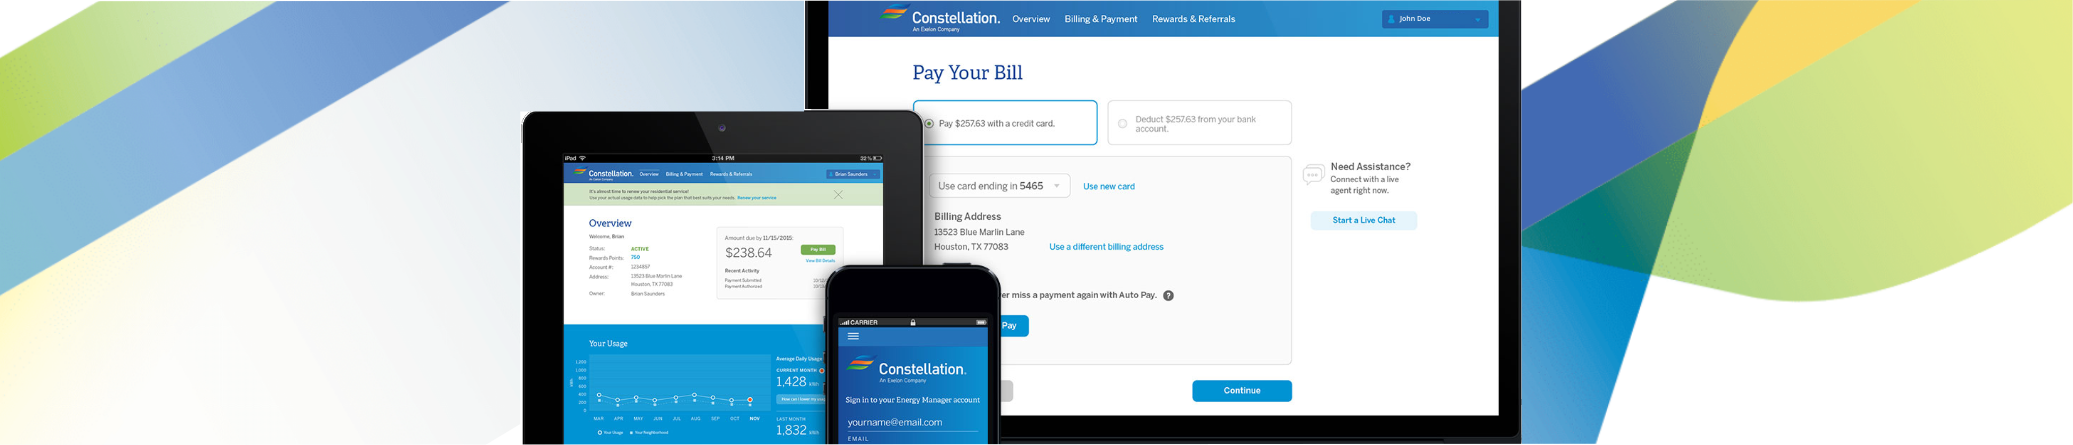 Constellation.
An Exelon Company
Overview
Billing & Payment
Rewards & Referrals
John Doe
Pay Your Bill
Pay $257.63 with a credit card.
Deduct $257.63 from your bank
account.
Use card ending in 5465
Use new card
Billing Address
13523 Blue Marlin Lane
Houston, TX 77083
Use a different billing address
er miss a payment again with Auto Pay.
?
Pay
Continue
Need Assistance?
Connect with a live
agent right now.
Start a Live Chat
iPad
3:14 PM
32%
Constellation.
An Exelon Company
Overview
Billing & Payment
Rewards & Referrals
Brian Saunders
It's almost time to renew your residential service!
Use your actual usage data to help pick the plan that best suits your needs. Renew your service
Overview
Welcome, Brian
Status: ACTIVE
Rewards Points: 750
Account #: 1234857
Address: 13523 Blue Marlin Lane
Houston, TX 77083
Owner: Brian Saunders
Amount due by 11/15/2015:
$238.64
Pay Bill
View Bill Details
Recent Activity
Payment Submitted
Payment Authorized
Your Usage
1,200
1,000
800
600
400
200
0
MAR APR MAY JUN JUL AUG SEP OCT NOV
Your Usage
Your Neighborhood
Average Daily Usage
CURRENT MONTH:
1,428 kWh
How can I lower my
LAST MONTH
1,832 kWh
CARRIER
Constellation.
An Exelon Company
Sign in to your Energy Manager account
yourname@email.com
EMAIL